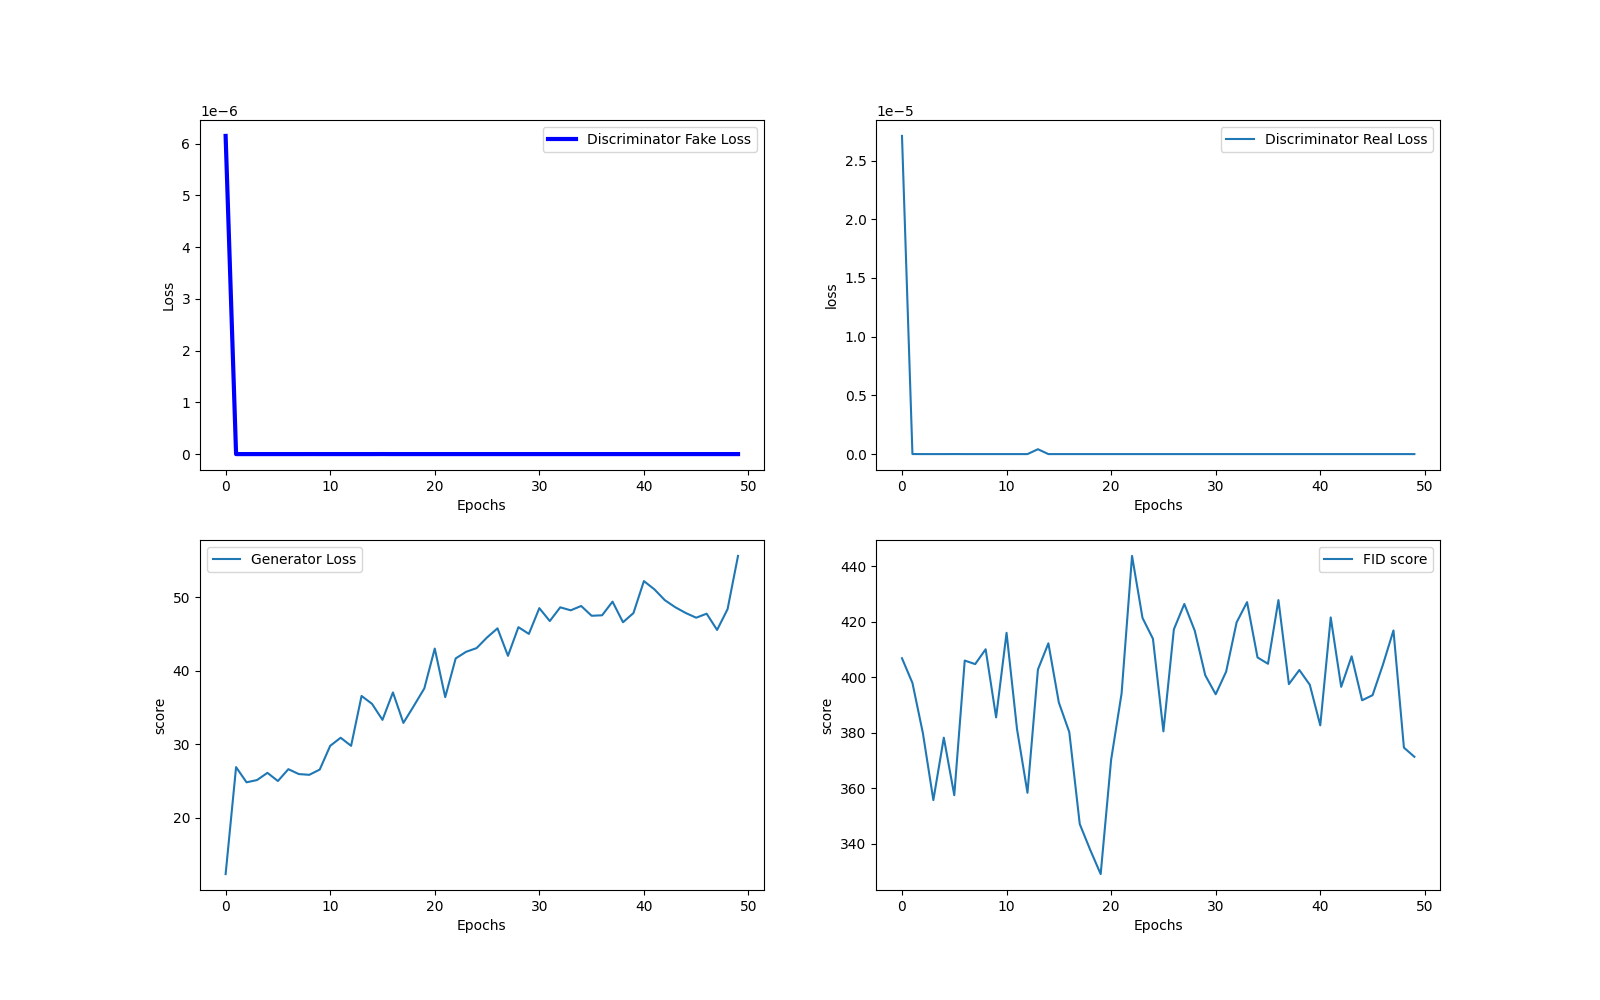 1e−6
Discriminator Fake Loss
6
5
4
3
2
1
0
Loss
0 10 20 30 40 50
Epochs
1e−5
Discriminator Real Loss
2.5
2.0
1.5
1.0
0.5
0.0
loss
0 10 20 30 40 50
Epochs
Generator Loss
50
40
30
20
score
0 10 20 30 40 50
Epochs
FID score
440
420
400
380
360
340
score
0 10 20 30 40 50
Epochs